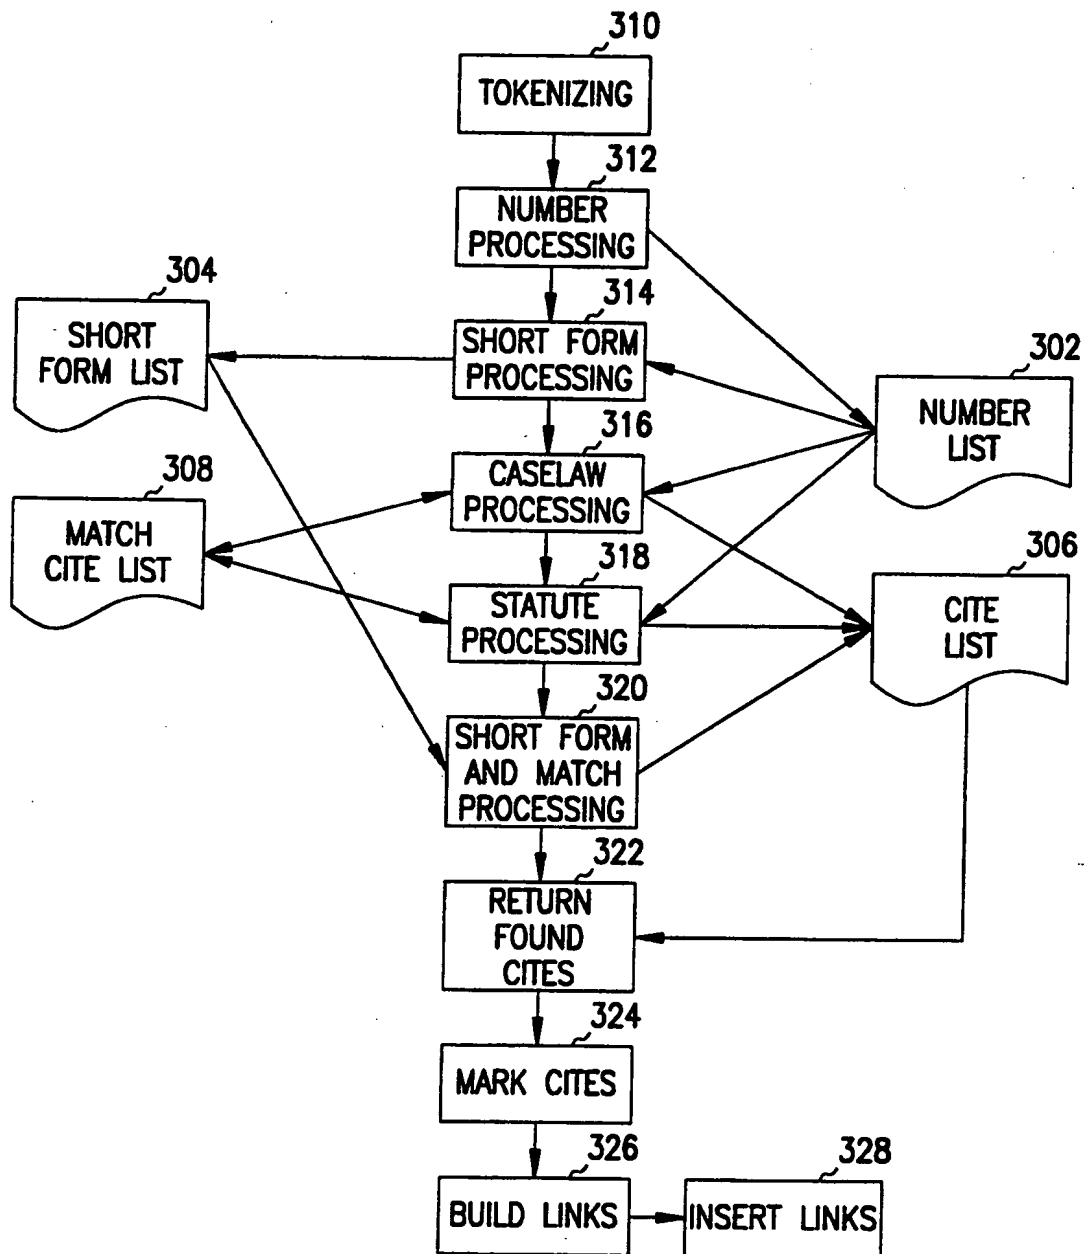 310
TOKENIZING
312
NUMBER
PROCESSING
304
SHORT
FORM LIST
314
SHORT FORM
PROCESSING
302
NUMBER
LIST
316
CASELAW
PROCESSING
308
MATCH
CITE LIST
318
STATUTE
PROCESSING
306
CITE
LIST
320
SHORT FORM
AND MATCH
PROCESSING
322
RETURN
FOUND
CITES
324
MARK CITES
326
BUILD LINKS
328
INSERT LINKS